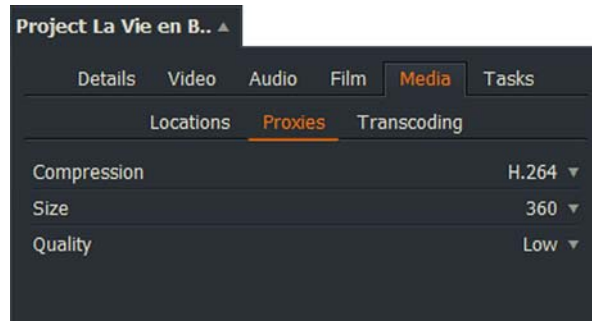 Project La Vie en B..
Details Video Audio Film Media Tasks
Locations Proxies Transcoding
Compression H.264
Size 360
Quality Low